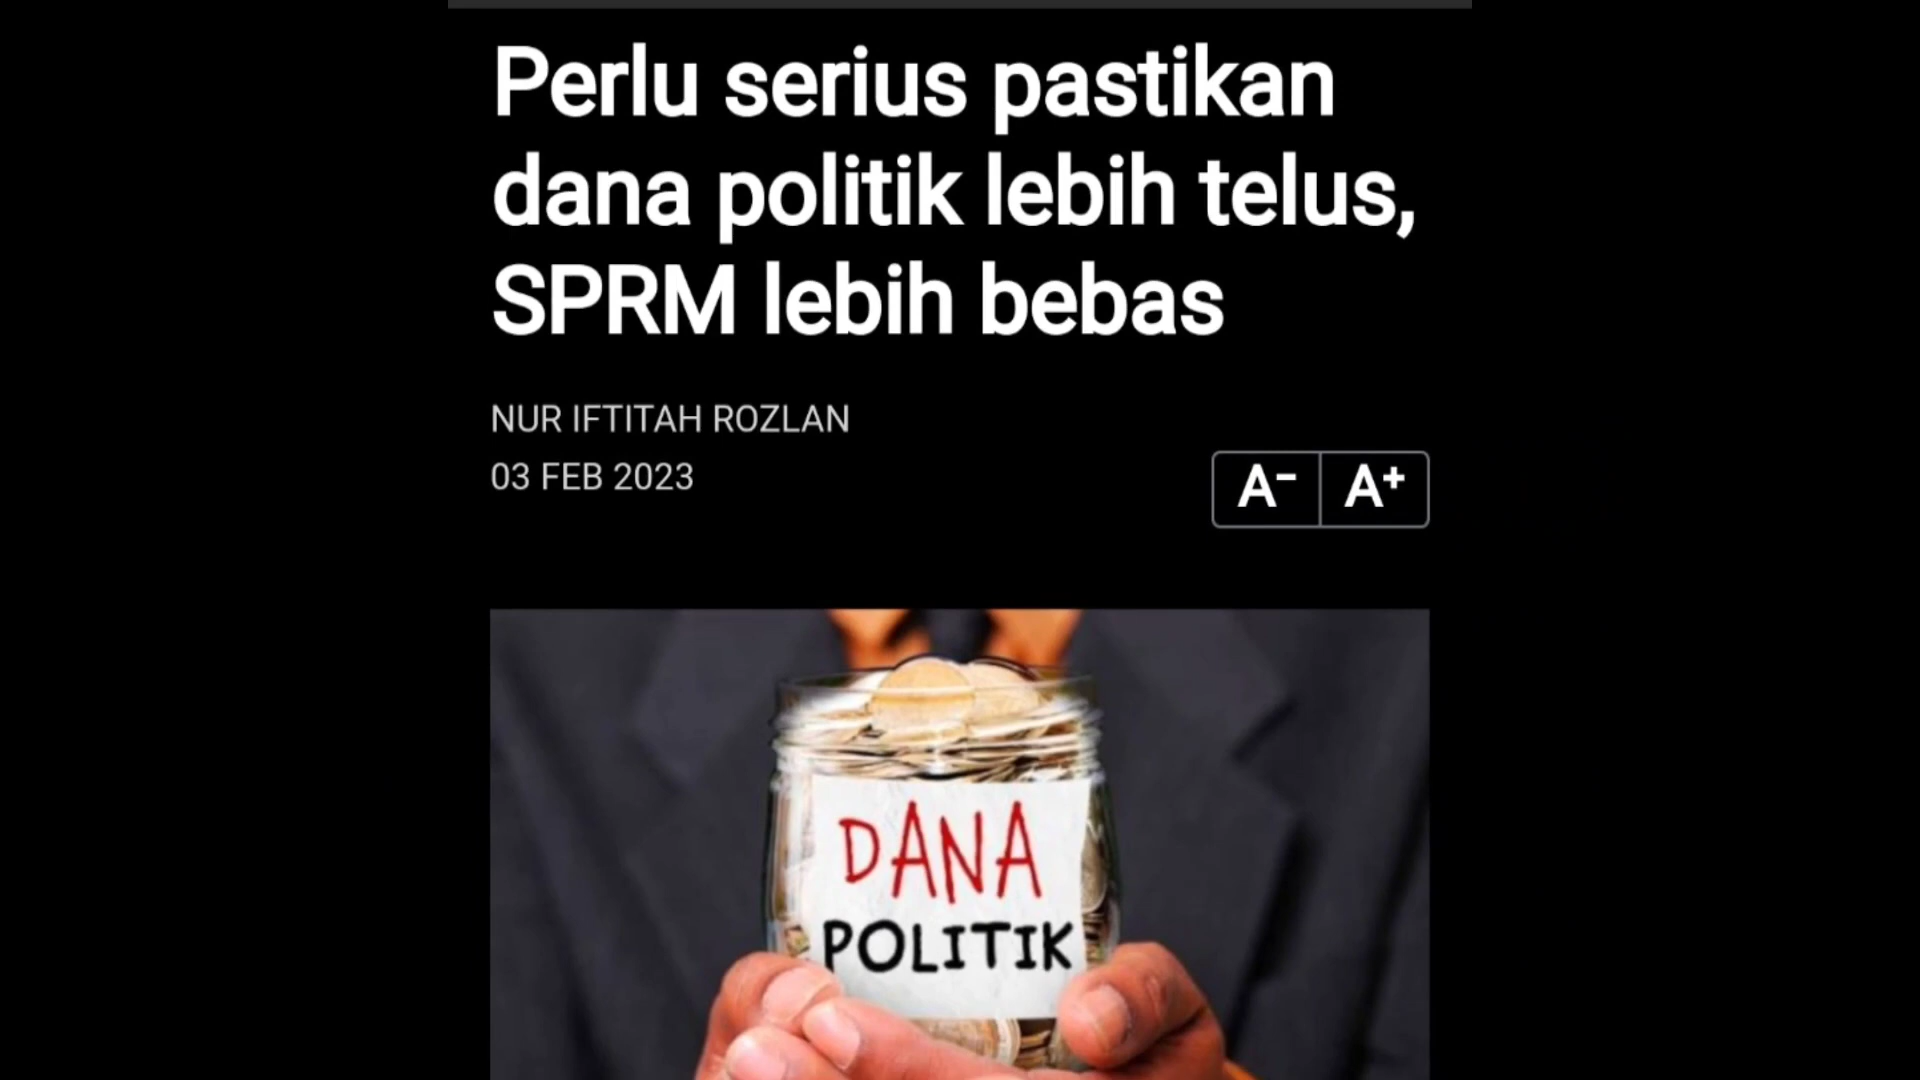 Perlu serius pastikan
dana politik lebih telus,
SPRM lebih bebas
NUR IFTITAH ROZLAN
03 FEB 2023
A- A+
DANA
POLITIK